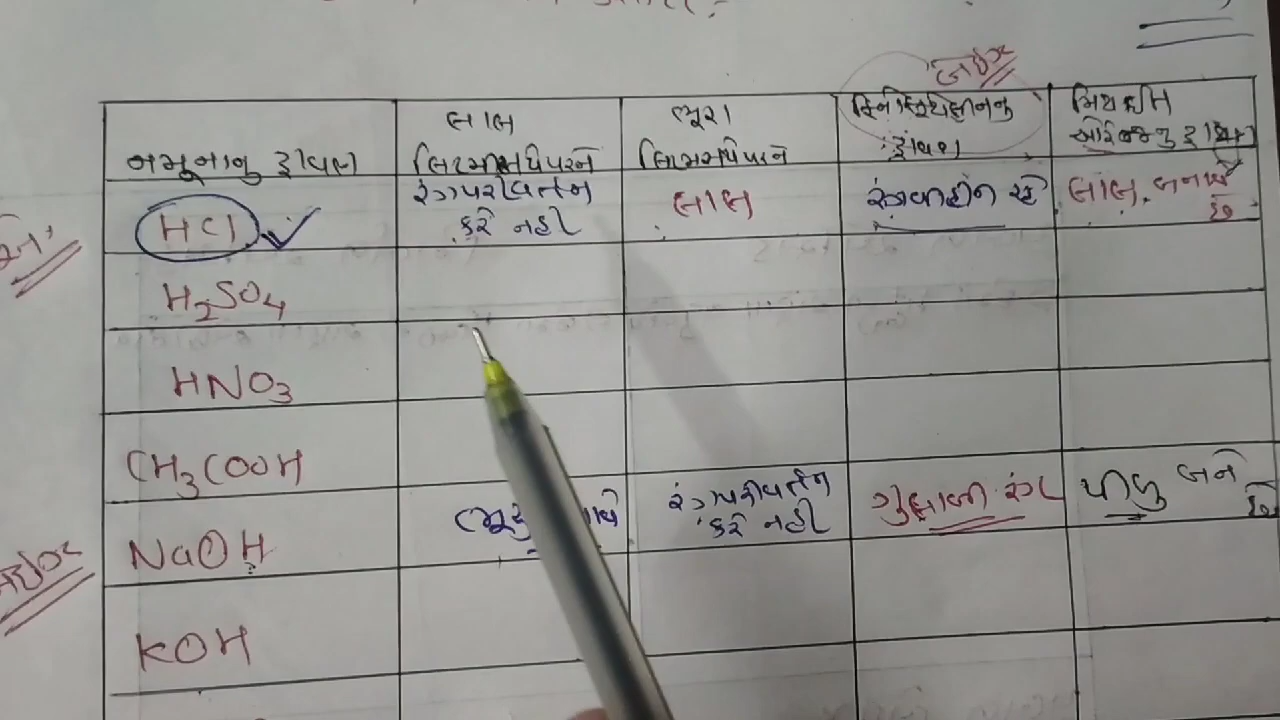 બેઇઝ
લાલ
લિટમસપેપરને
ભૂરા
લિટમસપેપરને
ફિનોલ્ફથેલીનનુ
દ્રાવણ
મિથાઈલ
ઓરેન્જનુ દ્રાવણ
નમૂનાનુ દ્રાવણ
HCl
રંગપરીવર્તન
કરે નહી
લાલ
રંગવીહીન રહે
લાલ બનાવે
છે
H2SO4
HNO3
CH3COOH
NaOH
રંગપરીવર્તન
કરે નહી
ગુલાબી રંગ
પીળુ બને
છે
KOH